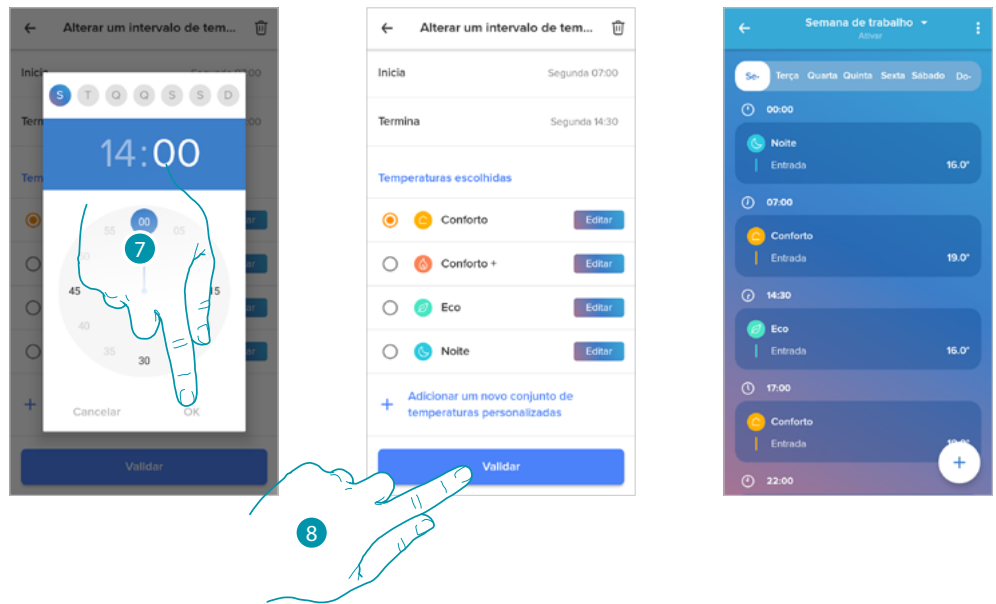 Alterar um intervalo de tem...
Inicia
S T Q Q S S D
Term
:00
14:00
Tem
00
55 05
7
45
15
40
35
30
Cancelar OK
Validar
Alterar um intervalo de tem...
Inicia Segunda 07:00
Termina Segunda 14:30
Temperaturas escolhidas
Conforto Editar
Conforto + Editar
Eco Editar
Noite Editar
+ Adicionar um novo conjunto de
temperaturas personalizadas
Validar
8
Semana de trabalho
Ativar
Se- Terça Quarta Quinta Sexta Sábado Do-
00:00
Noite
Entrada 16.0°
07:00
Conforto
Entrada 19.0°
14:30
Eco
Entrada 16.0°
17:00
Conforto
Entrada
+
22:00